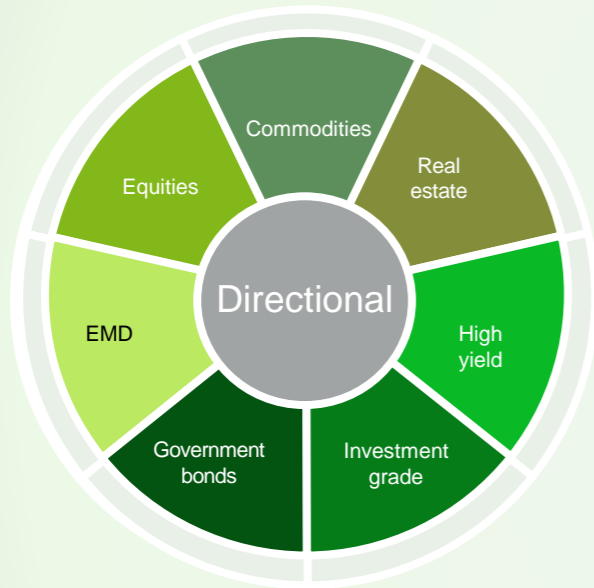 Commodities
Real
estate
Equities
Directional
EMD
High
yield
Government
bonds
Investment
grade